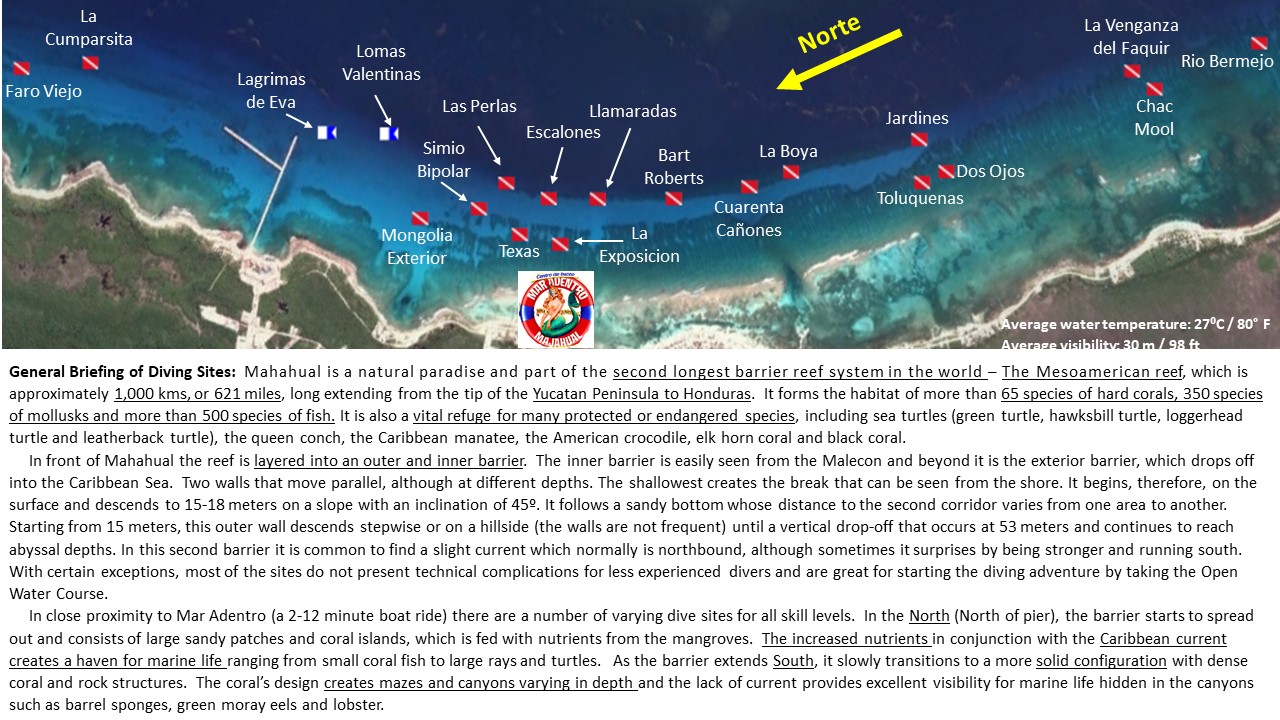 La
Cumparsita
Faro Viejo
Lagrimas
de Eva
Lomas
Valentinas
Las Perlas
Escalones
Llamaradas
Simio
Bipolar
Bart
Roberts
La Boya
Norte
Jardines
La Venganza
del Faquir
Rio Bermejo
Chac
Mool
Dos Ojos
Toluquenas
Cuarenta
Cañones
Mongolia
Exterior
Texas
La
Exposicion
Centro de Buceo
MAR ADENTRO
MAJAHUAL
Average water temperature: 27⁰C / 80° F
Average visibility: 30 m / 98 ft
General Briefing of Diving Sites: Mahahual is a natural paradise and part of the second longest barrier reef system in the world – The Mesoamerican reef, which is
approximately 1,000 kms, or 621 miles, long extending from the tip of the Yucatan Peninsula to Honduras. It forms the habitat of more than 65 species of hard corals, 350 species
of mollusks and more than 500 species of fish. It is also a vital refuge for many protected or endangered species, including sea turtles (green turtle, hawksbill turtle, loggerhead
turtle and leatherback turtle), the queen conch, the Caribbean manatee, the American crocodile, elk horn coral and black coral.
In front of Mahahual the reef is layered into an outer and inner barrier. The inner barrier is easily seen from the Malecon and beyond it is the exterior barrier, which drops off
into the Caribbean Sea. Two walls that move parallel, although at different depths. The shallowest creates the break that can be seen from the shore. It begins, therefore, on the
surface and descends to 15-18 meters on a slope with an inclination of 45º. It follows a sandy bottom whose distance to the second corridor varies from one area to another.
Starting from 15 meters, this outer wall descends stepwise or on a hillside (the walls are not frequent) until a vertical drop-off that occurs at 53 meters and continues to reach
abyssal depths. In this second barrier it is common to find a slight current which normally is northbound, although sometimes it surprises by being stronger and running south.
With certain exceptions, most of the sites do not present technical complications for less experienced divers and are great for starting the diving adventure by taking the Open
Water Course.
In close proximity to Mar Adentro (a 2-12 minute boat ride) there are a number of varying dive sites for all skill levels. In the North (North of pier), the barrier starts to spread
out and consists of large sandy patches and coral islands, which is fed with nutrients from the mangroves. The increased nutrients in conjunction with the Caribbean current
creates a haven for marine life ranging from small coral fish to large rays and turtles. As the barrier extends South, it slowly transitions to a more solid configuration with dense
coral and rock structures. The coral's design creates mazes and canyons varying in depth and the lack of current provides excellent visibility for marine life hidden in the canyons
such as barrel sponges, green moray eels and lobster.